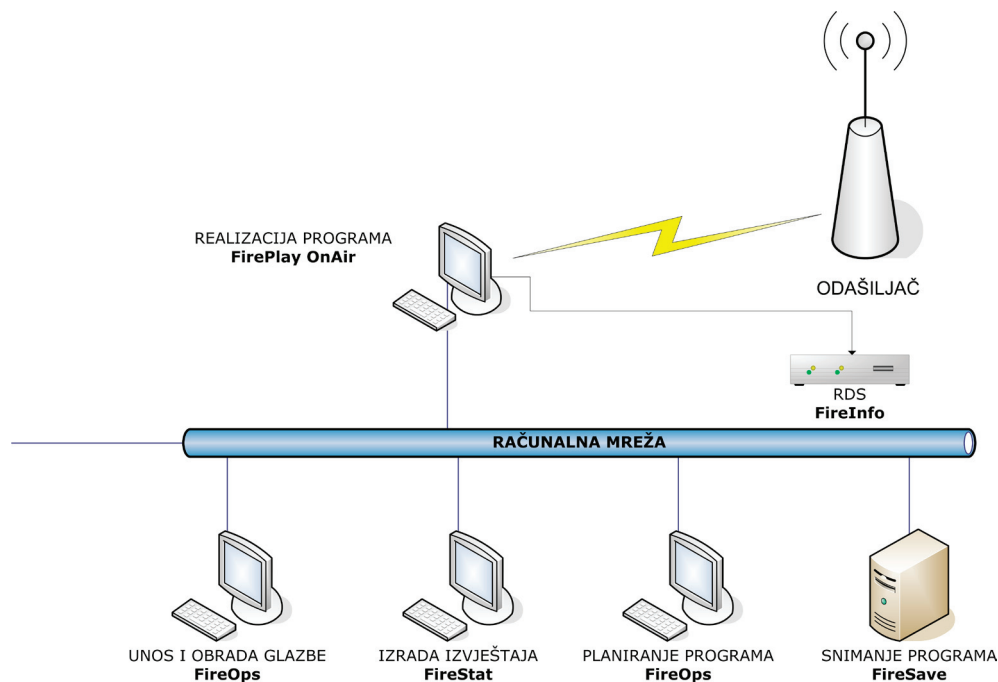 REALIZACIJA PROGRAMA
FirePlay OnAir
ODAŠILJAČ
RDS
FireInfo
RAČUNALNA MREŽA
UNOS I OBRADA GLAZBE
FireOps
IZRADA IZVJEŠTAJA
FireStat
PLANIRANJE PROGRAMA
FireOps
SNIMANJE PROGRAMA
FireSave